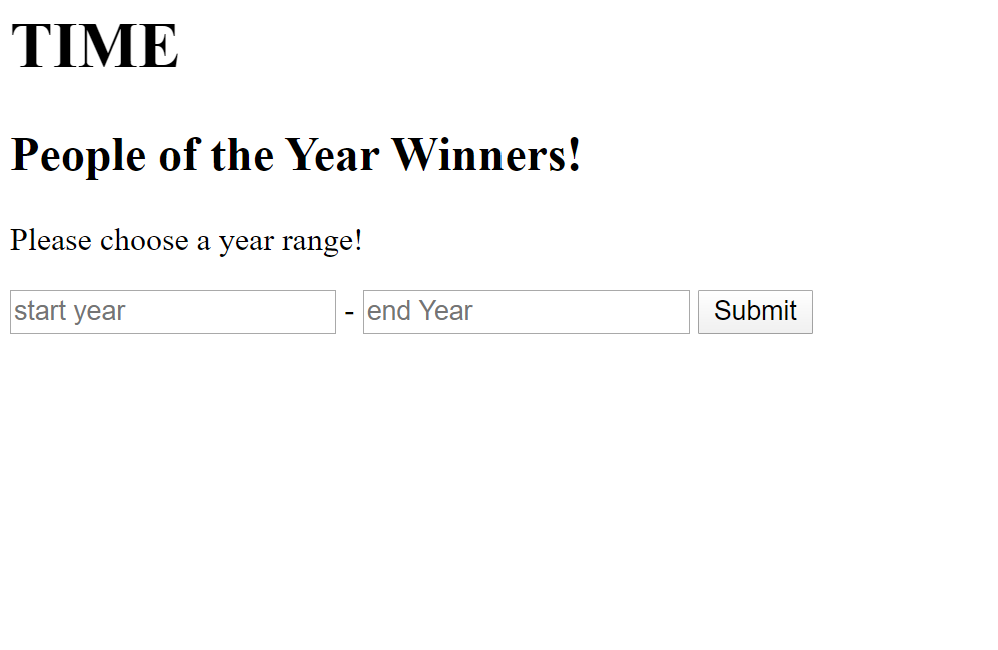 TIME
People of the Year Winners!
Please choose a year range!
start year - end Year Submit